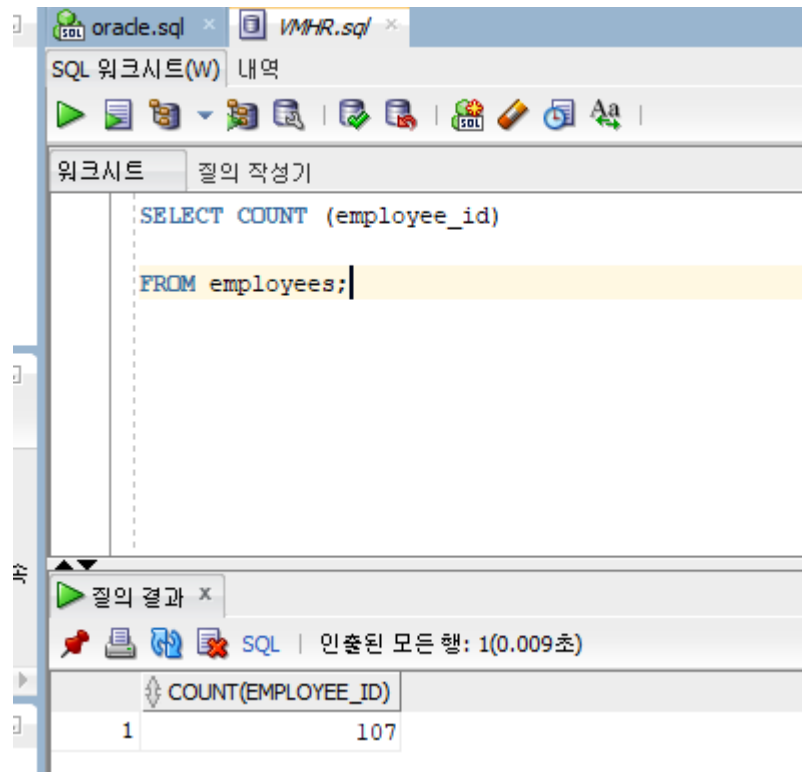 oracle.sql VMHR.sql
SQL 워크시트(W) 내역
워크시트 질의 작성기
SELECT COUNT (employee_id)
FROM employees;
속
질의 결과
SQL | 인출된 모든 행: 1(0.009초)
COUNT(EMPLOYEE_ID)
1 107